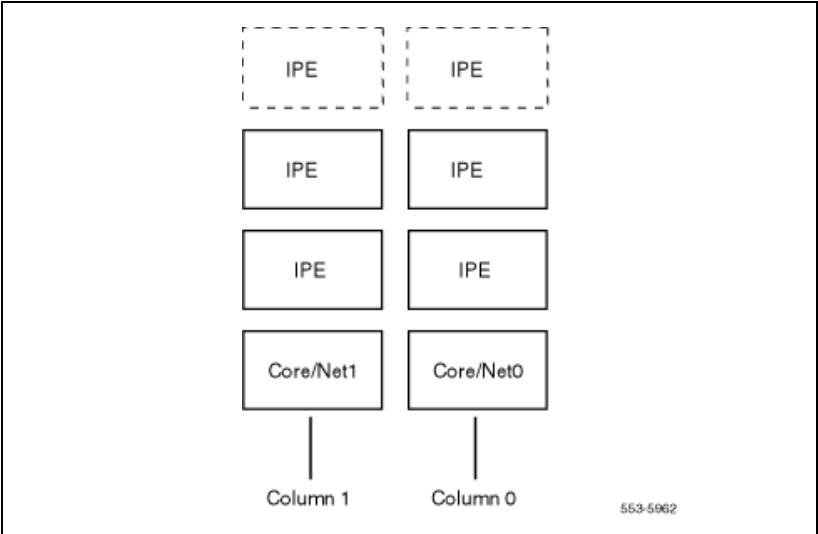 IPE IPE
IPE IPE
IPE IPE
Core/Net1 Core/Net0
Column 1 Column 0
553-5962